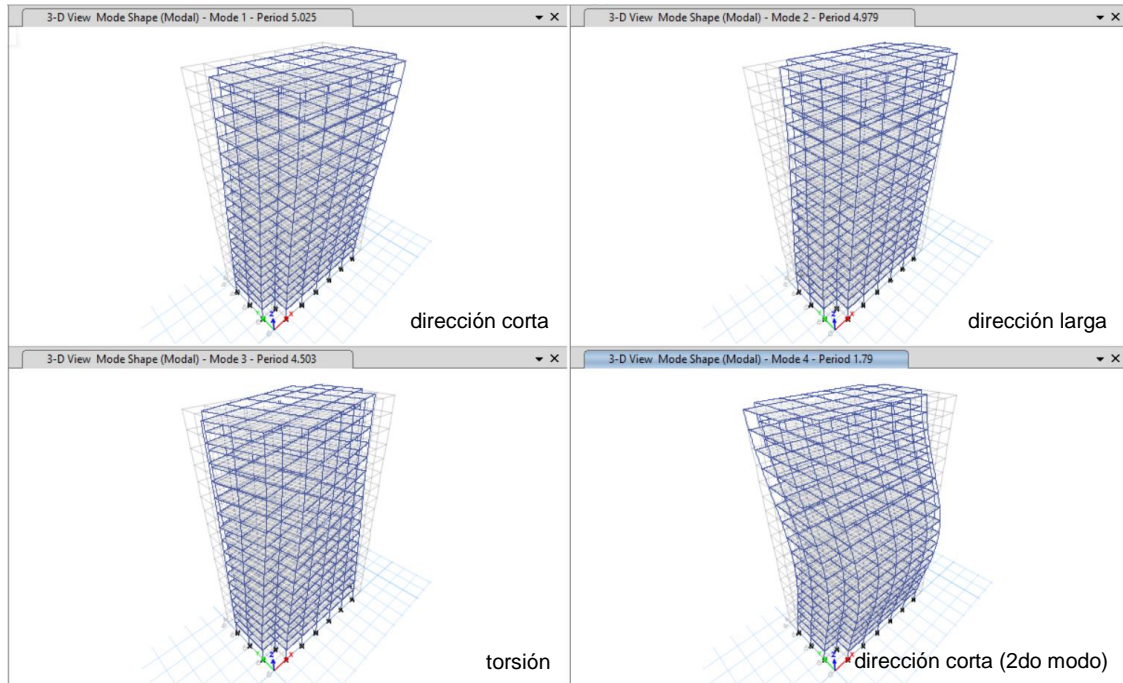 3-D View Mode Shape (Modal) - Mode 1 - Period 5.025
3-D View Mode Shape (Modal) - Mode 2 - Period 4.979
dirección corta
dirección larga
3-D View Mode Shape (Modal) - Mode 3 - Period 4.503
3-D View Mode Shape (Modal) - Mode 4 - Period 1.79
torsión
dirección corta (2do modo)